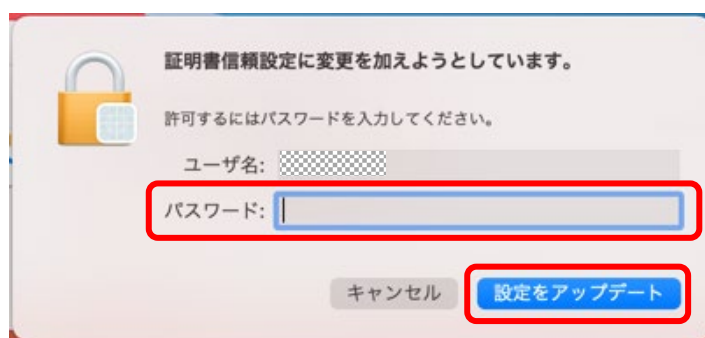 証明書信頼設定に変更を加えようとしています。
許可するにはパスワードを入力してください。
ユーザ名:
パスワード:
キャンセル 設定をアップデート